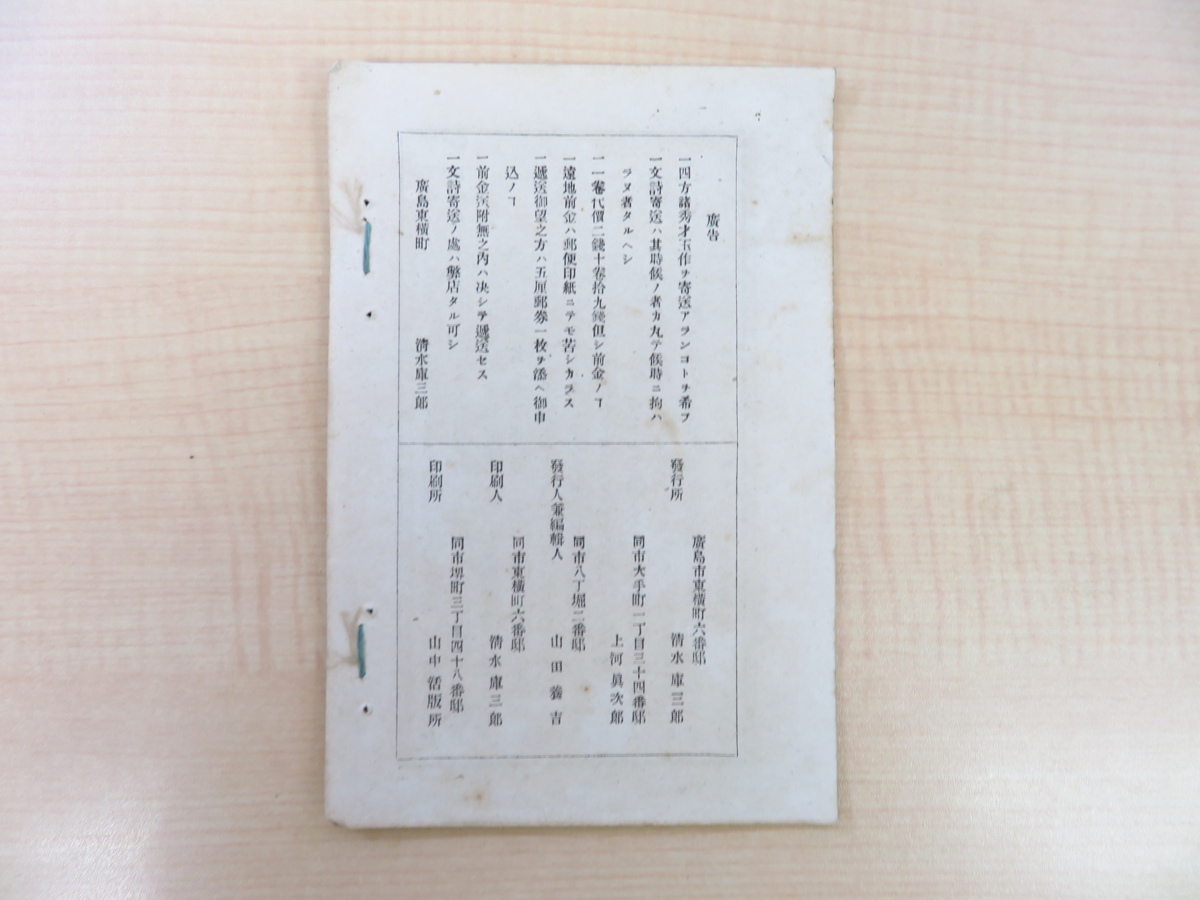 廣告
一四方諸秀才玉作ヲ寄送アランコトヲ希フ
一文詩寄送ハ其時候ノ者カ九テ候時ニ拘ハ
ラヌ者タルヘシ
一一卷代價二錢十卷拾九錢但シ前金ノヿ
一遠地前金ハ郵便印紙ニテモ苦シカラス
一遞送御望之方ハ五厘郵券一枚ヲ添ヘ御申
込ノヿ
一前金送附無之内ハ决シテ遞送セス
一文詩寄送ノ處ハ弊店タル可シ
廣島東横町 清水庫三郎
廣島市東横町六番邸
發行所 清水庫三郎
同市大手町一丁目三十四番邸
上河眞次郎
同市八丁堀二番邸
發行人兼編輯人 山田養吉
同市東横町六番邸
印刷人 清水庫三郎
同市堺町三丁目四十八番邸
印刷所 山中活版所